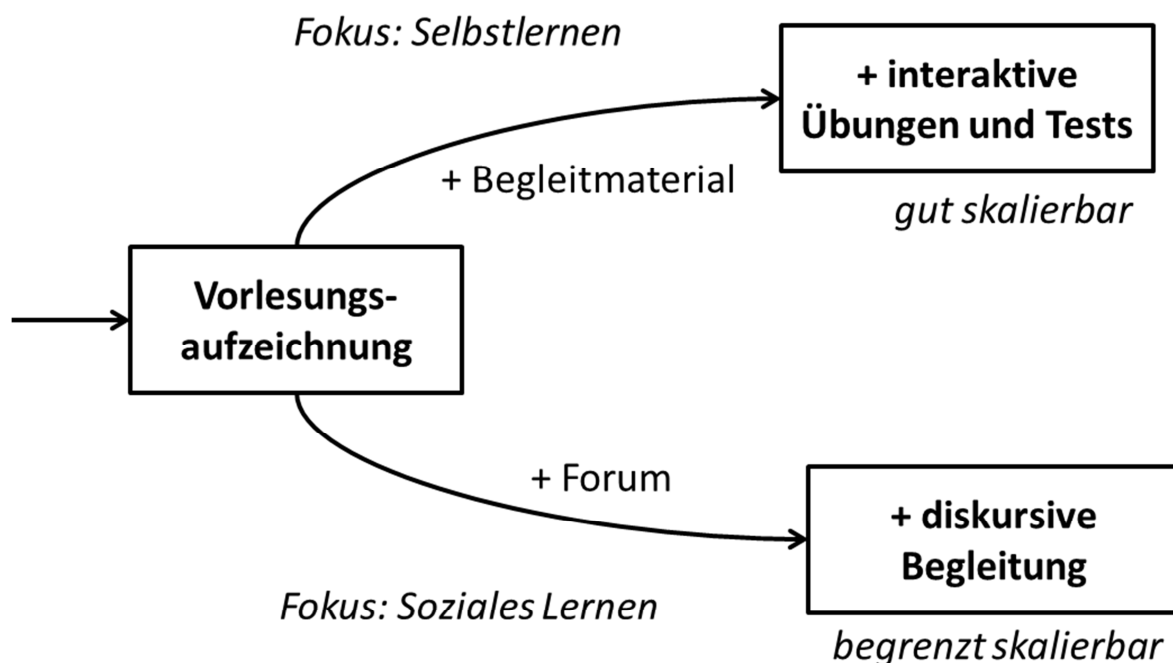 Fokus: Selbstlernen
+ interaktive
Übungen und Tests
+ Begleitmaterial
gut skalierbar
Vorlesungs-
aufzeichnung
+ Forum
+ diskursive
Begleitung
Fokus: Soziales Lernen
begrenzt skalierbar